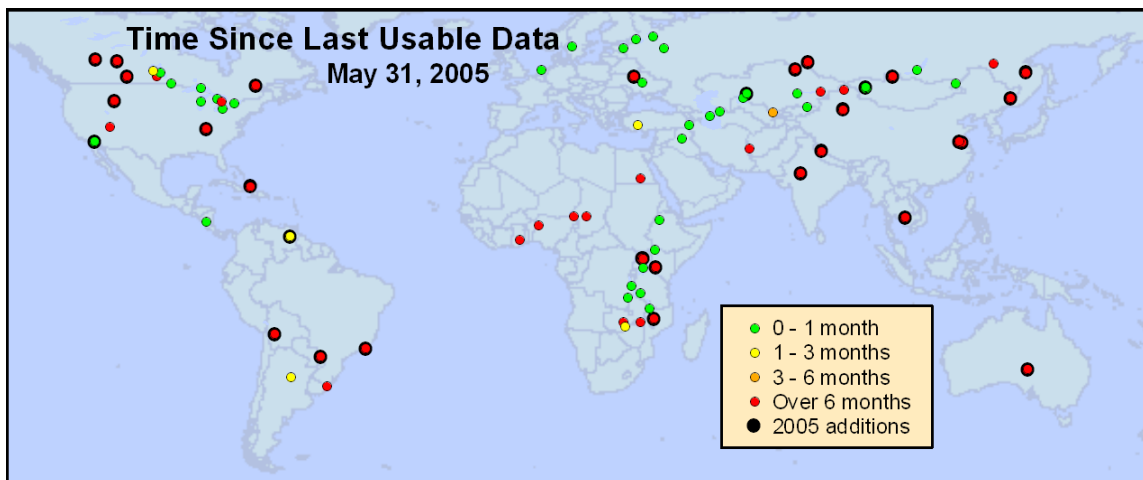 Time Since Last Usable Data
May 31, 2005
0 - 1 month
1 - 3 months
3 - 6 months
Over 6 months
2005 additions